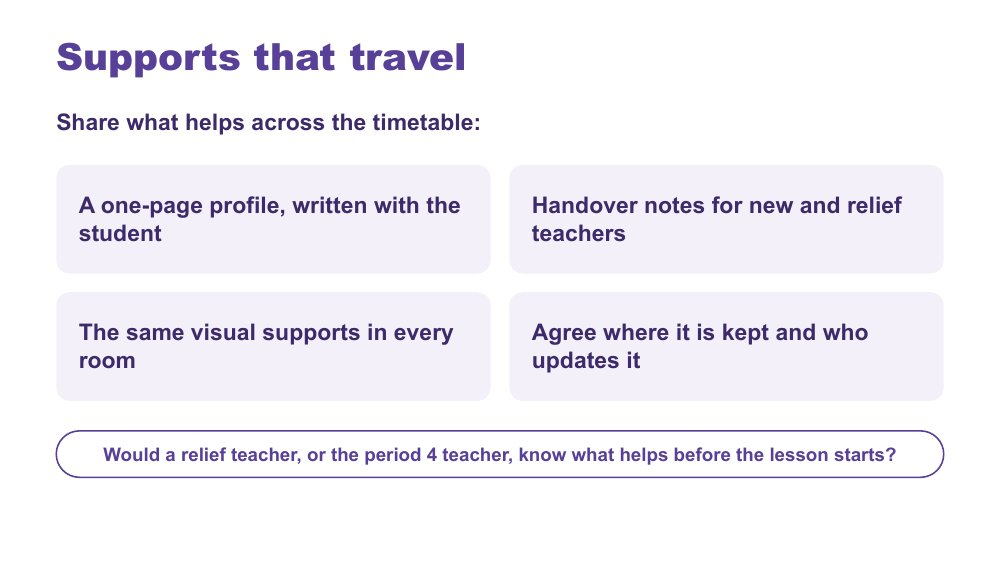 Supports that travel
Share what helps across the timetable:
A one-page profile, written with the
student
Handover notes for new and relief
teachers
The same visual supports in every
room
Agree where it is kept and who
updates it
Would a relief teacher, or the period 4 teacher, know what helps before the lesson starts?